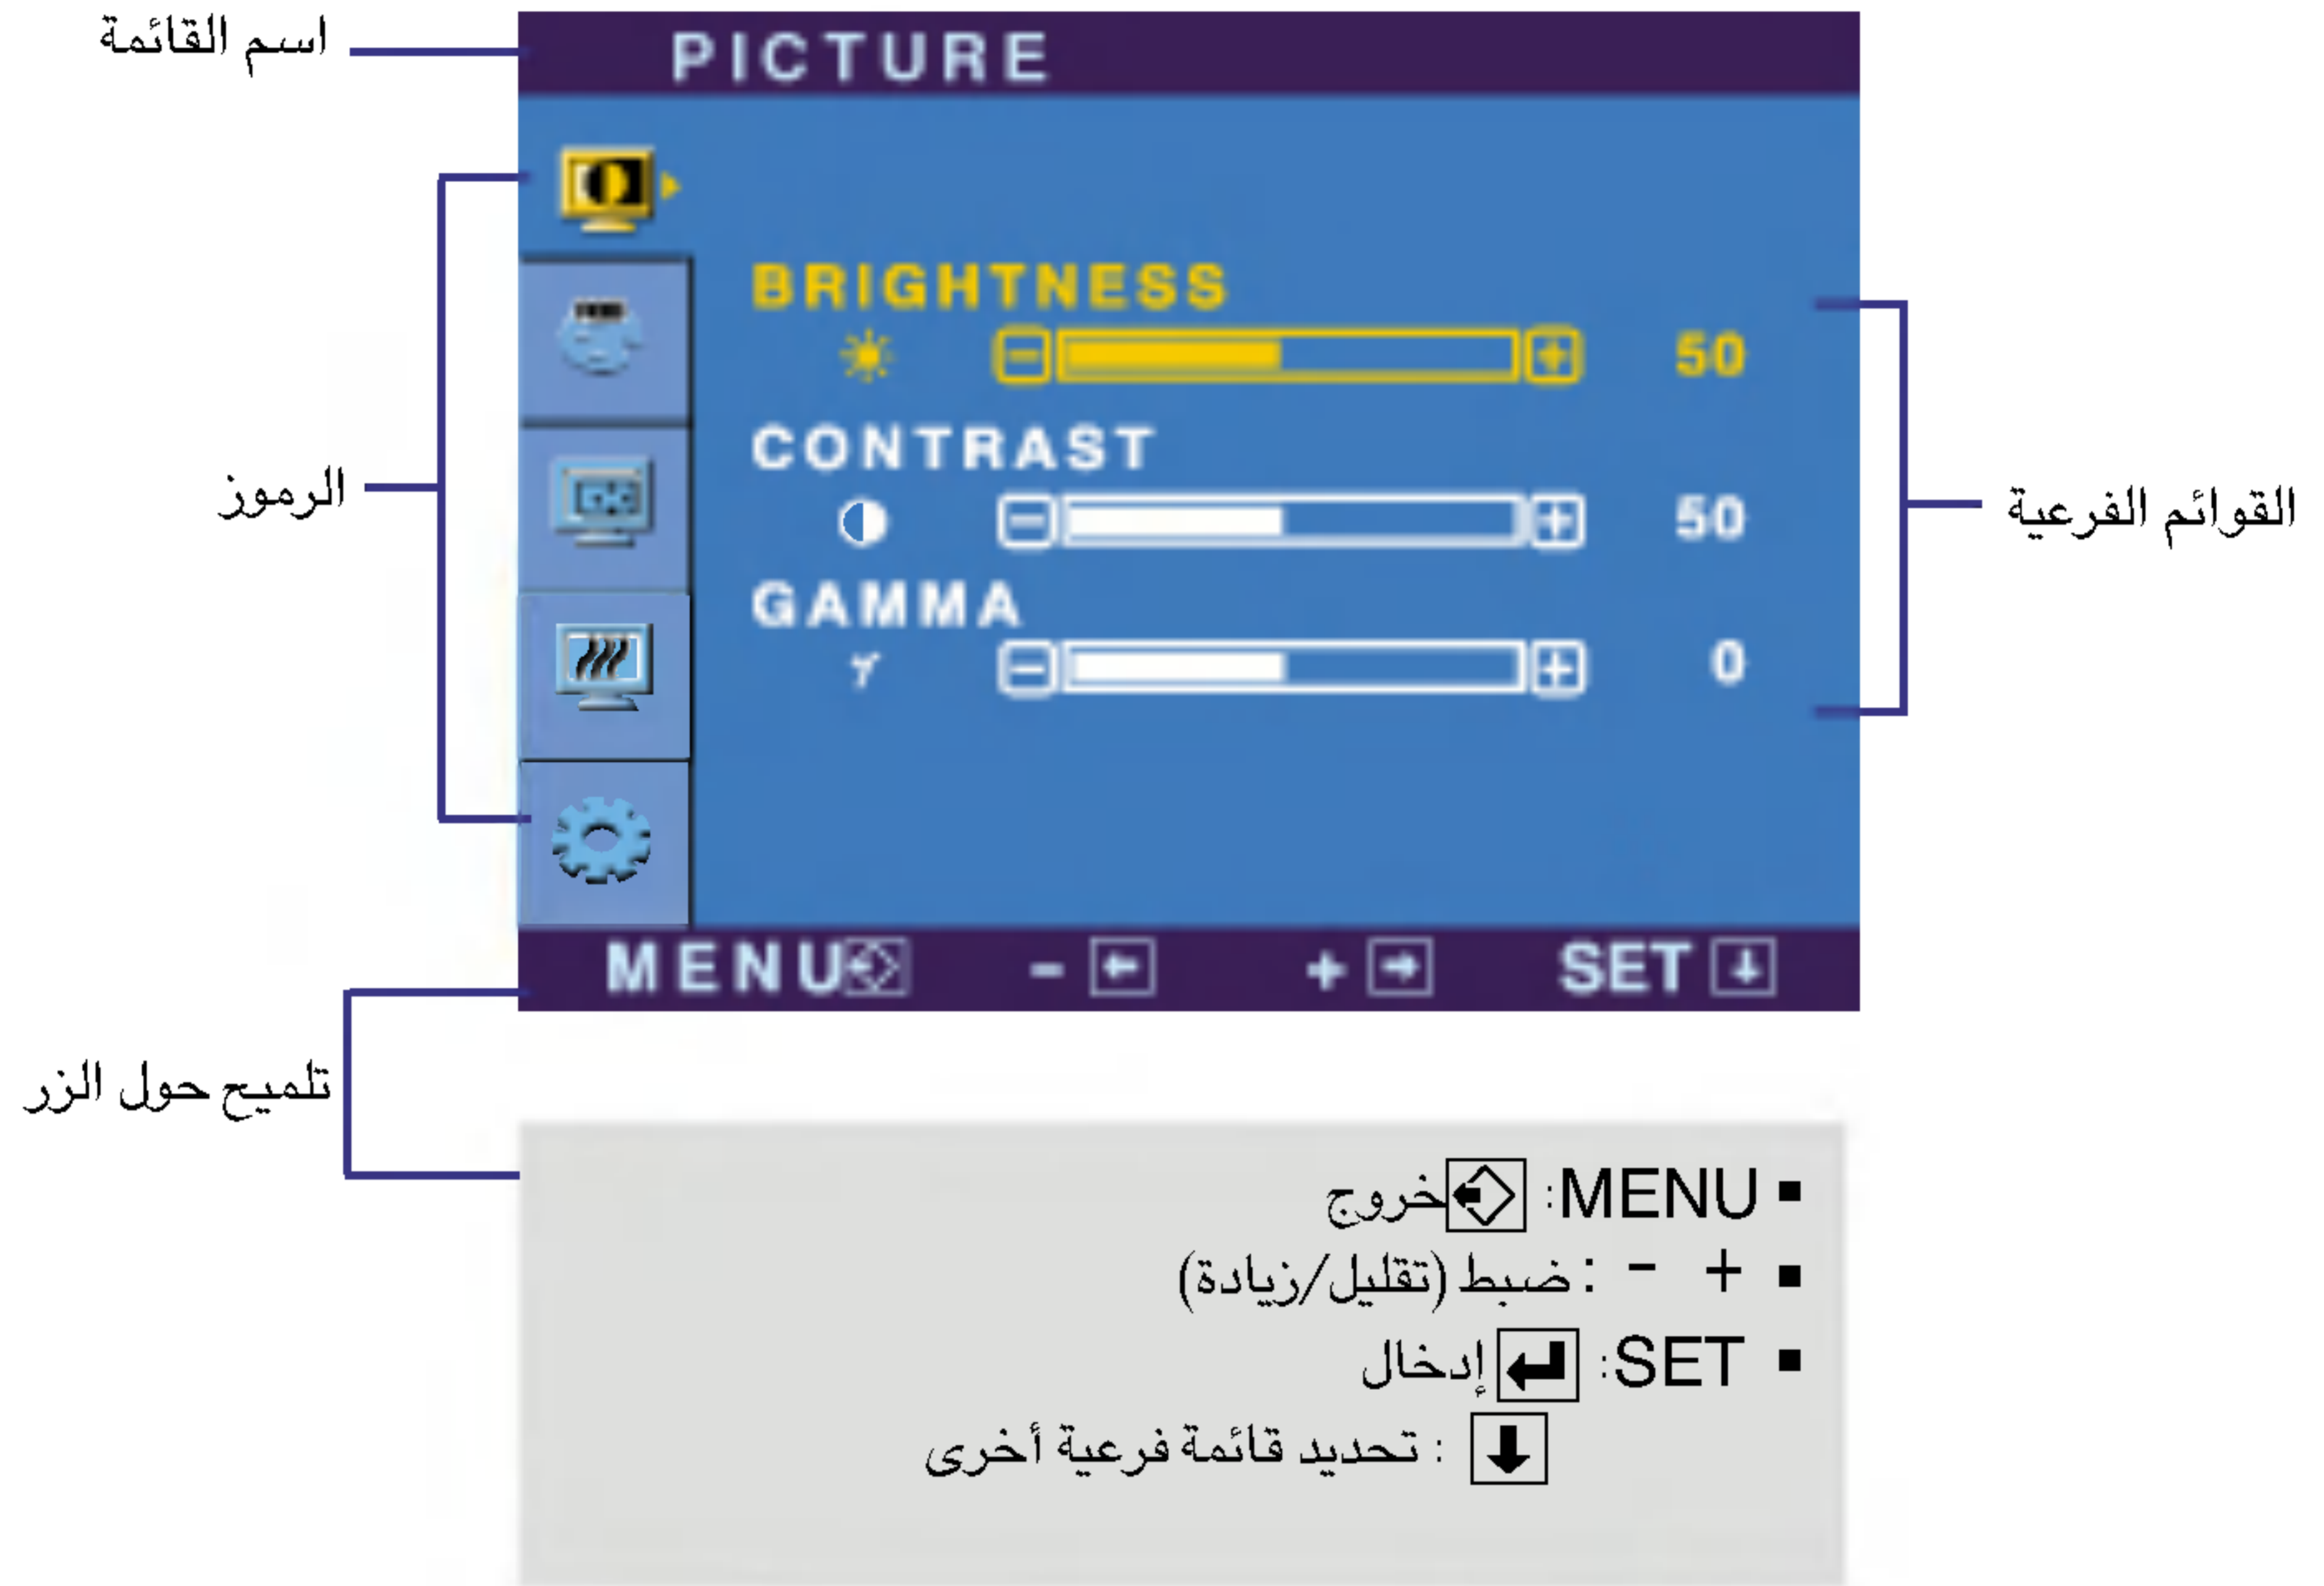 اسم القائمة
PICTURE
BRIGHTNESS
50
CONTRAST
50
الرموز
القوائم الفرعية
GAMMA
0
MENU - + SET
تلميح حول الزر
▪ MENU: خروج
▪ + - : ضبط (تقليل/زيادة)
▪ SET: إدخال
: تحديد قائمة فرعية أخرى